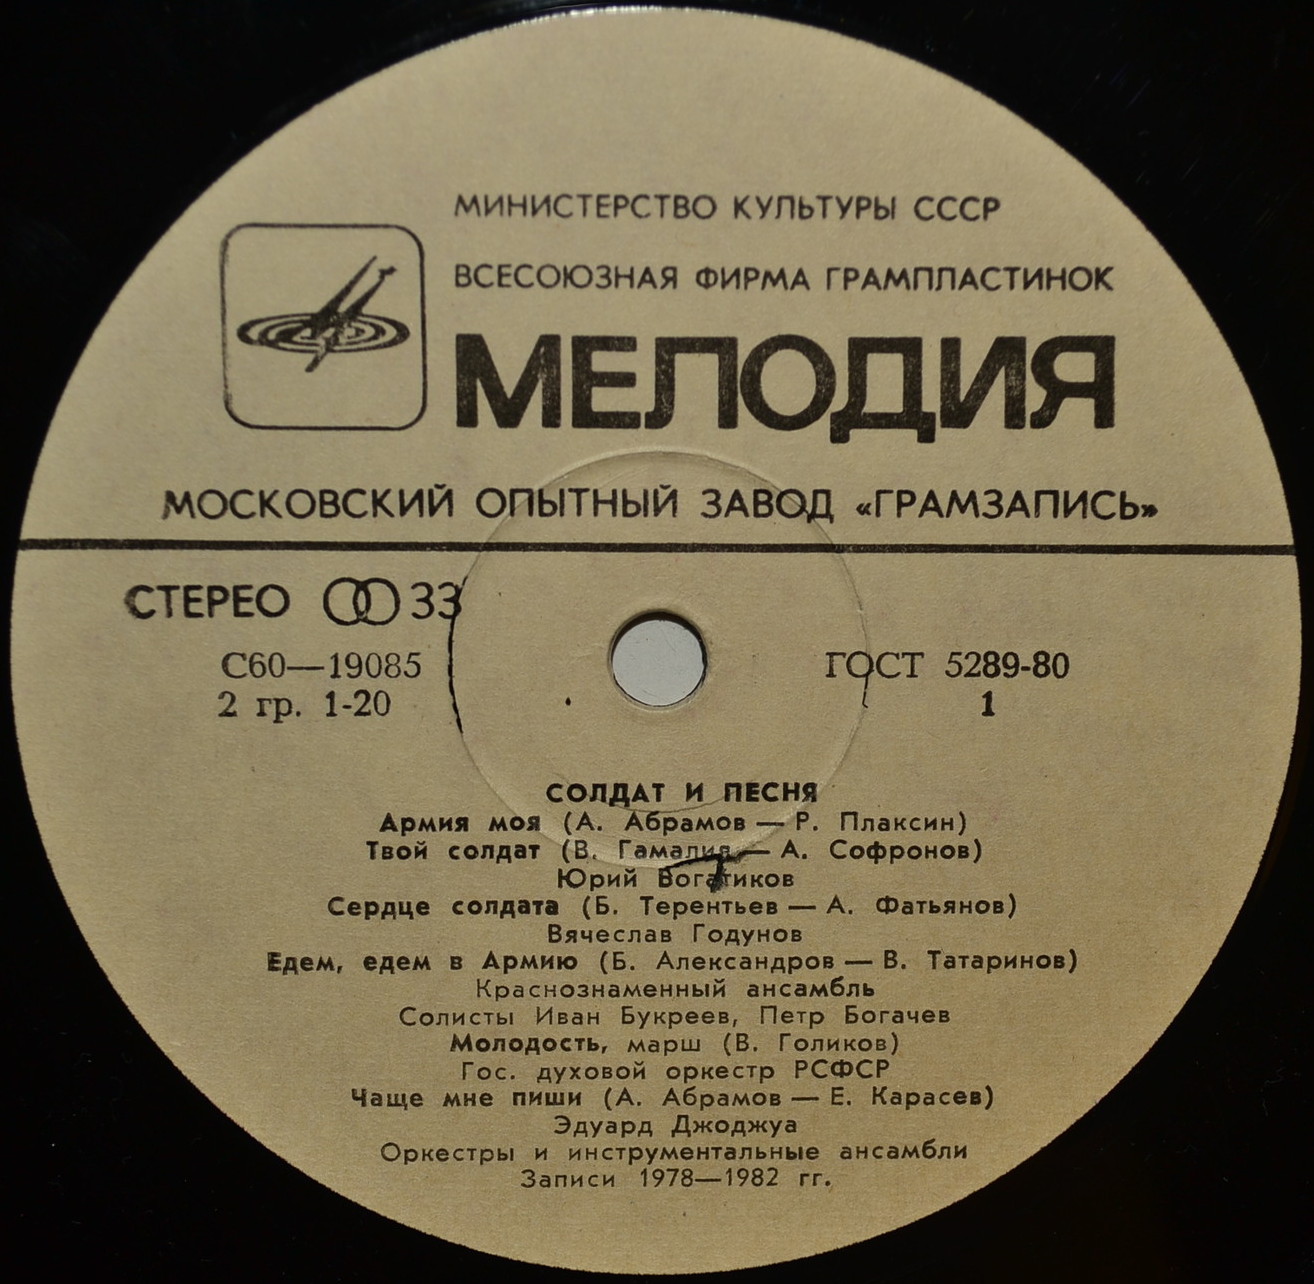 МИНИСТЕРСТВО КУЛЬТУРЫ СССР
ВСЕСОЮЗНАЯ ФИРМА ГРАМПЛАСТИНОК
МЕЛОДИЯ
МОСКОВСКИЙ ОПЫТНЫЙ ЗАВОД «ГРАМЗАПИСЬ»
СТЕРЕО 33
С60—19085 ГОСТ 5289-80
2 гр. 1-20 1
СОЛДАТ И ПЕСНЯ
Армия моя (А. Абрамов — Р. Плаксин)
Твой солдат (В. Гамалия — А. Софронов)
Юрий Богатиков
Сердце солдата (Б. Терентьев — А. Фатьянов)
Вячеслав Годунов
Едем, едем в Армию (Б. Александров — В. Татаринов)
Краснознаменный ансамбль
Солисты Иван Букреев, Петр Богачев
Молодость, марш (В. Голиков)
Гос. духовой оркестр РСФСР
Чаще мне пиши (А. Абрамов — Е. Карасев)
Эдуард Джоджуа
Оркестры и инструментальные ансамбли
Записи 1978—1982 гг.